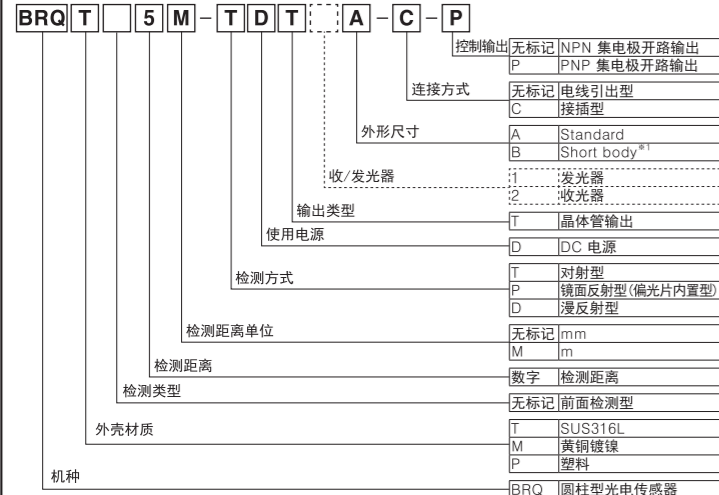 BRQ T 5 M - T D T A - C - P
控制输出 无标记 NPN 集电极开路输出
P PNP 集电极开路输出
连接方式 无标记 电线引出型
C 接插型
外形尺寸 A Standard
B Short body※1
收/发光器 1 发光器
2 收光器
输出类型 T 晶体管输出
使用电源 D DC 电源
检测方式 T 对射型
P 镜面反射型(偏光片内置型)
D 漫反射型
检测距离单位 无标记 mm
M m
检测距离 数字 检测距离
检测类型 无标记 前面检测型
外壳材质 T SUS316L
M 黄铜镀镍
P 塑料
机种 BRQ 圆柱型光电传感器